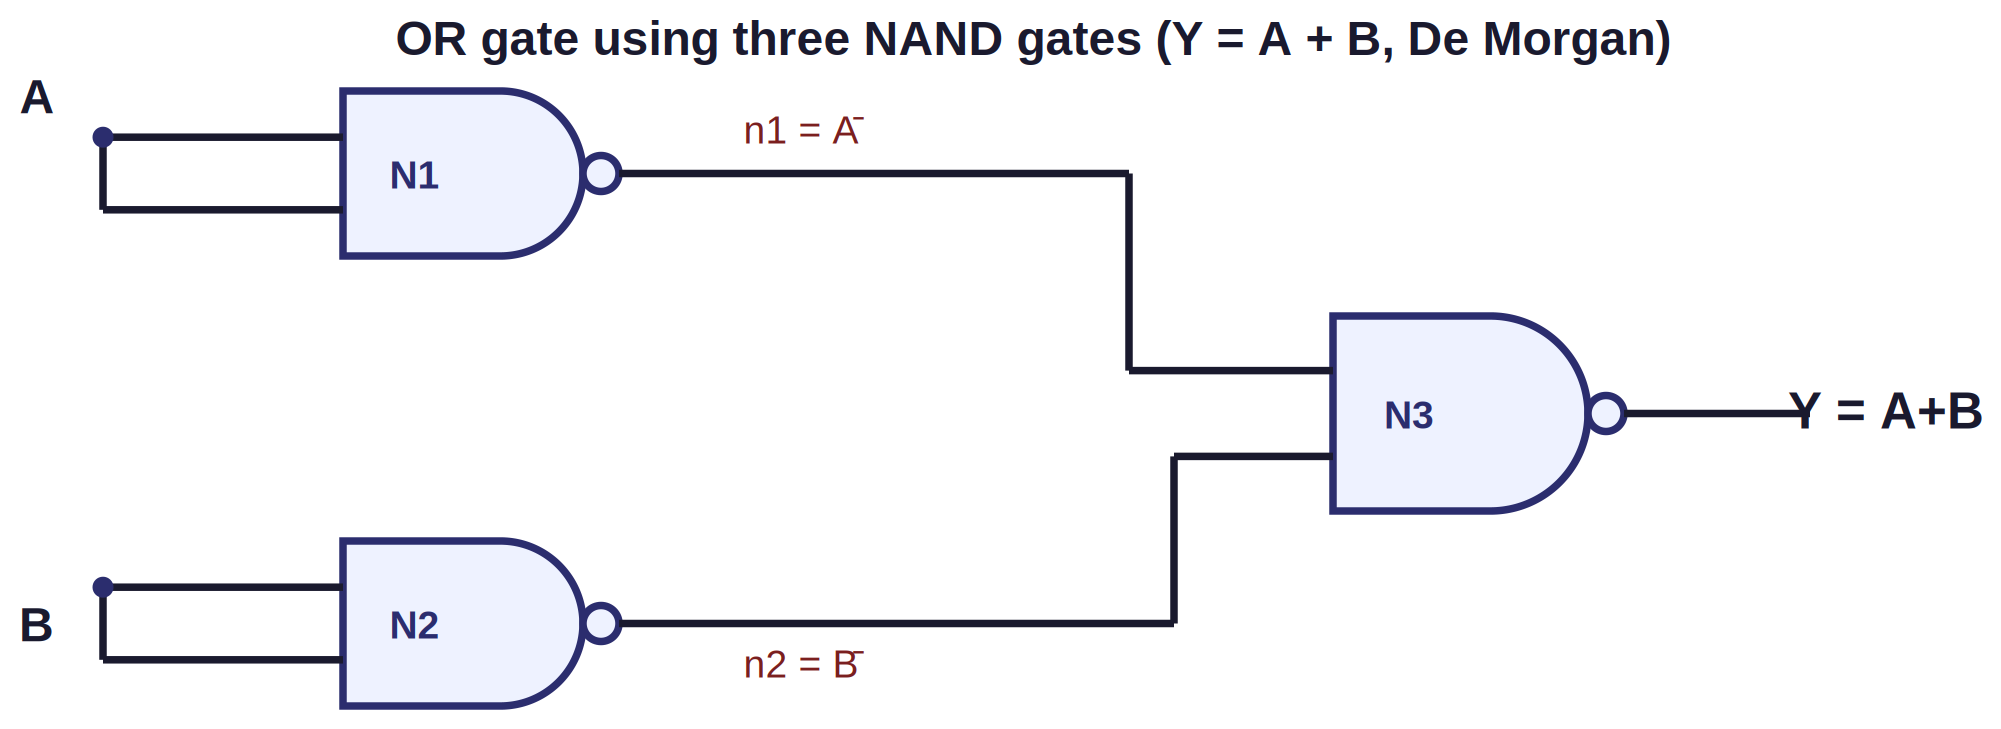 OR gate using three NAND gates (Y = A + B, De Morgan)
A
N1
n1 = A̅
N3
Y = A+B
B
N2
n2 = B̅